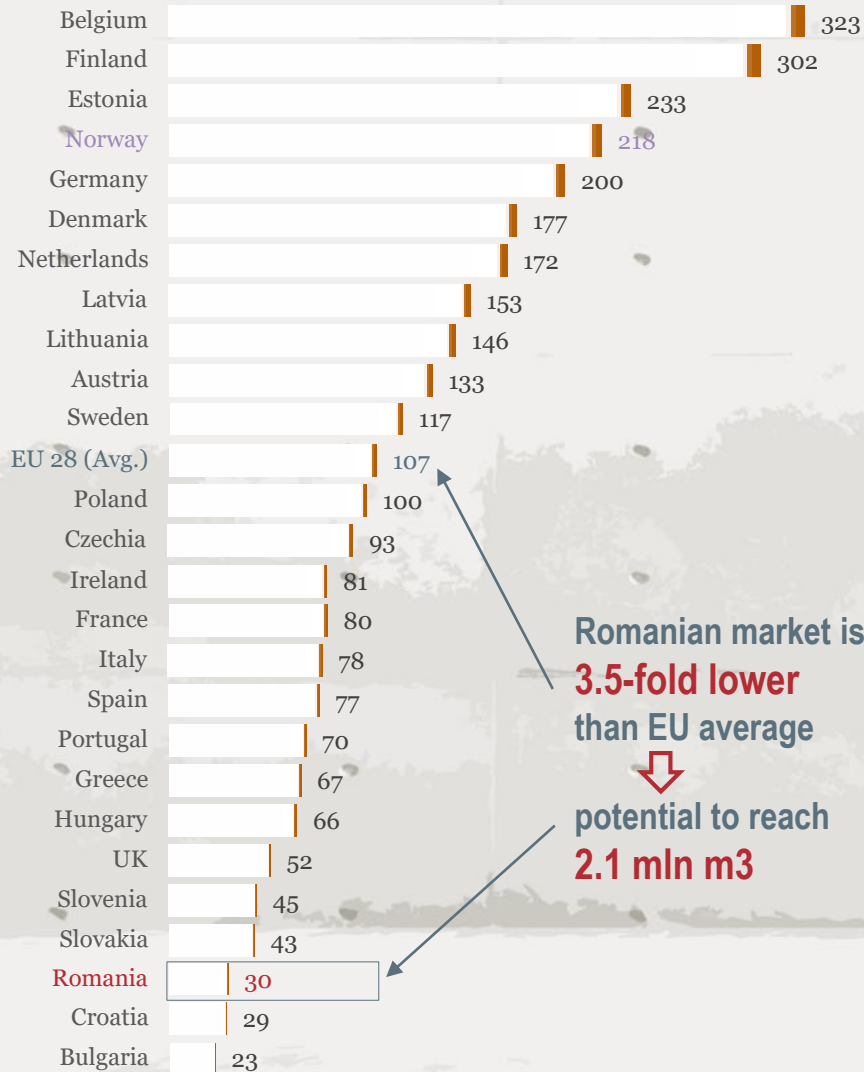 Belgium 323
Finland 302
Estonia 233
Norway 218
Germany 200
Denmark 177
Netherlands 172
Latvia 153
Lithuania 146
Austria 133
Sweden 117
EU 28 (Avg.) 107
Poland 100
Czechia 93
Ireland 81
France 80
Italy 78
Spain 77
Portugal 70
Greece 67
Hungary 66
UK 52
Slovenia 45
Slovakia 43
Romania 30
Croatia 29
Bulgaria 23
Romanian market is
3.5-fold lower
than EU average
potential to reach
2.1 mln m3